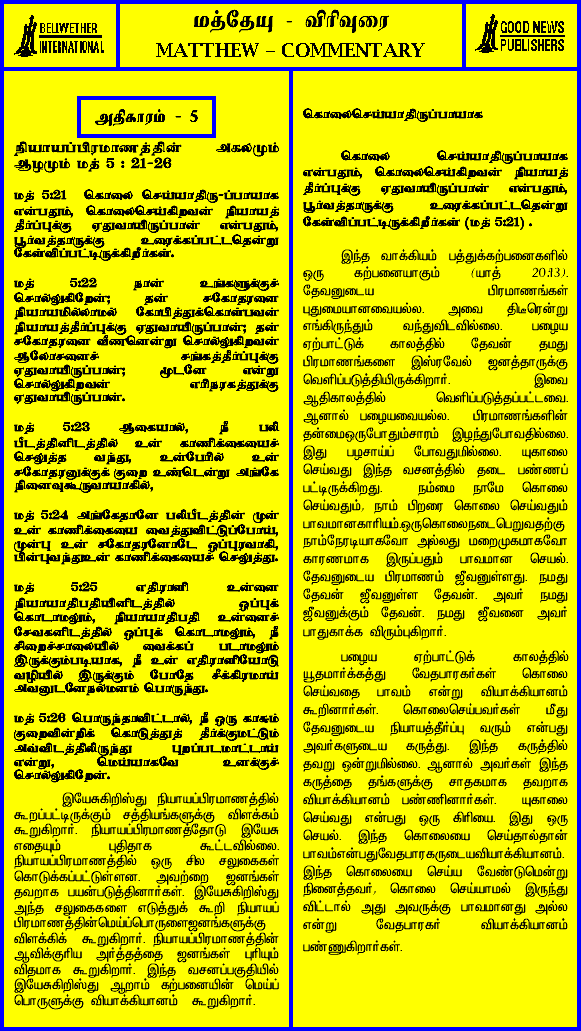 BELIWETHER
INTERNATIONAL
மத்தேயு - விரிவுரை
MATTHEW – COMMENTARY
GOOD NEWS
PUBLISHERS
அதிகாரம் - 5
நியாயப்பிரமாணத்தின் அகலமும்
ஆழமும் மத் 5 : 21-26
மத் 5:21 கொலை செய்யாதிரு-ப்பாயாக
என்பதும், கொலைசெய்கிறவன் நியாயத்
தீர்ப்புக்கு ஏதுவாயிருப்பான் என்பதும்,
பூர்வத்தாருக்கு உரைக்கப்பட்டதென்று
கேள்விப்பட்டிருக்கிறீர்கள்.
மத் 5:22 நான் உங்களுக்குச்
சொல்லுகிறேன்; தன் சகோதரனை
நியாயமில்லாமல் கோபித்துக்கொள்பவன்
நியாயத்தீர்ப்புக்கு ஏதுவாயிருப்பான்; தன்
சகோதரனை வீணனென்று சொல்லுகிறவன்
ஆலோசனைச் சங்கத்தீர்ப்புக்கு
ஏதுவாயிருப்பான்; மூடனே என்று
சொல்லுகிறவன் எரிநரகத்துக்கு
ஏதுவாயிருப்பான்.
மத் 5:23 ஆகையால், நீ பலி
பீடத்தினிடத்தில் உன் காணிக்கையைச்
செலுத்த வந்து, உன்பேரில் உன்
சகோதரனுக்குக் குறை உண்டென்று அங்கே
நினைவுகூருவாயாகில்,
மத் 5:24 அங்கேதானே பலிபீடத்தின் முன்
உன் காணிக்கையை வைத்துவிட்டுப்போய்,
முன்பு உன் சகோதரனோடே ஒப்புரவாகி,
பின்புவந்துஉன் காணிக்கையைச் செலுத்து.
மத் 5:25 எதிராளி உன்னை
நியாயாதிபதியினிடத்தில் ஒப்புக்
கொடாமலும், நியாயாதிபதி உன்னைச்
சேவகனிடத்தில் ஒப்புக் கொடாமலும், நீ
சிறைச்சாலையில் வைக்கப் படாமலும்
இருக்கும்படியாக, நீ உன் எதிராளியோடு
வழியில் இருக்கும் போதே சீக்கிரமாய்
அவனுடனேநல்மனம் பொருந்து.
மத் 5:26 பொருந்தாவிட்டால், நீ ஒரு காசும்
குறைவின்றிக் கொடுத்துத் தீர்க்குமட்டும்
அவ்விடத்திலிருந்து புறப்படமாட்டாய்
என்று, மெய்யாகவே உனக்குச்
சொல்லுகிறேன்.
இயேசுகிறிஸ்து நியாயப்பிரமாணத்தில்
கூறப்பட்டிருக்கும் சத்தியங்களுக்கு விளக்கம்
கூறுகிறார். நியாயப்பிரமாணத்தோடு இயேசு
எதையும் புதிதாக கூட்டவில்லை.
நியாயப்பிரமாணத்தில் ஒரு சில சலுகைகள்
கொடுக்கப்பட்டுள்ளன. அவற்றை ஜனங்கள்
தவறாக பயன்படுத்தினார்கள். இயேசுகிறிஸ்து
அந்த சலுகைகளை எடுத்துக் கூறி நியாயப்
பிரமாணத்தின்மெய்ப்பொருளைஜனங்களுக்கு
விளக்கிக் கூறுகிறார். நியாயப்பிரமாணத்தின்
ஆவிக்குரிய அர்த்தத்தை ஜனங்கள் புரியும்
விதமாக கூறுகிறார். இந்த வசனப்பகுதியில்
இயேசுகிறிஸ்து ஆறாம் கற்பனையின் மெய்ப்
பொருளுக்கு வியாக்கியானம் கூறுகிறார்.
கொலைசெய்யாதிருப்பாயாக
கொலை செய்யாதிருப்பாயாக
என்பதும், கொலைசெய்கிறவன் நியாயத்
தீர்ப்புக்கு ஏதுவாயிருப்பான் என்பதும்,
பூர்வத்தாருக்கு உரைக்கப்பட்டதென்று
கேள்விப்பட்டிருக்கிறீர்கள் (மத் 5:21) .
இந்த வாக்கியம் பத்துக்கற்பனைகளில்
ஒரு கற்பனையாகும் (யாத் 20:13).
தேவனுடைய பிரமாணங்கள்
புதுமையானவையல்ல. அவை திடீரென்று
எங்கிருந்தும் வந்துவிடவில்லை. பழைய
ஏற்பாட்டுக் காலத்தில் தேவன் தமது
பிரமாணங்களை இஸ்ரவேல் ஜனத்தாருக்கு
வெளிப்படுத்தியிருக்கிறார். இவை
ஆதிகாலத்தில் வெளிப்படுத்தப்பட்டவை.
ஆனால் பழையவையல்ல. பிரமாணங்களின்
தன்மைஒருபோதும்சாரம் இழந்துபோவதில்லை.
இது பழசாய்ப் போவதுமில்லை. யுகாலை
செய்வது இந்த வசனத்தில் தடை பண்ணப்
பட்டிருக்கிறது. நம்மை நாமே கொலை
செய்வதும், நாம் பிறரை கொலை செய்வதும்
பாவமானகாரியம்.ஒருகொலைநடைபெறுவதற்கு
நாம்நேரடியாகவோ அல்லது மறைமுகமாகவோ
காரணமாக இருப்பதும் பாவமான செயல்.
தேவனுடைய பிரமாணம் ஜீவனுள்ளது. நமது
தேவன் ஜீவனுள்ள தேவன். அவர் நமது
ஜீவனுக்கும் தேவன். நமது ஜீவனை அவர்
பாதுகாக்க விரும்புகிறார்.
பழைய ஏற்பாட்டுக் காலத்தில்
யூதமார்க்கத்து வேதபாரகர்கள் கொலை
செய்வதை பாவம் என்று வியாக்கியானம்
கூறினார்கள். கொலைசெய்பவர்கள் மீது
தேவனுடைய நியாயத்தீர்ப்பு வரும் என்பது
அவர்களுடைய கருத்து. இந்த கருத்தில்
தவறு ஒன்றுமில்லை. ஆனால் அவர்கள் இந்த
கருத்தை தங்களுக்கு சாதகமாக தவறாக
வியாக்கியானம் பண்ணினார்கள். யுகாலை
செய்வது என்பது ஒரு கிரியை. இது ஒரு
செயல். இந்த கொலையை செய்தால்தான்
பாவம்என்பதுவேதபாரகருடையவியாக்கியானம்.
இந்த கொலையை செய்ய வேண்டுமென்று
நினைத்தவர், கொலை செய்யாமல் இருந்து
விட்டால் அது அவருக்கு பாவமானது அல்ல
என்று வேதபாரகர் வியாக்கியானம்
பண்ணுகிறார்கள்.